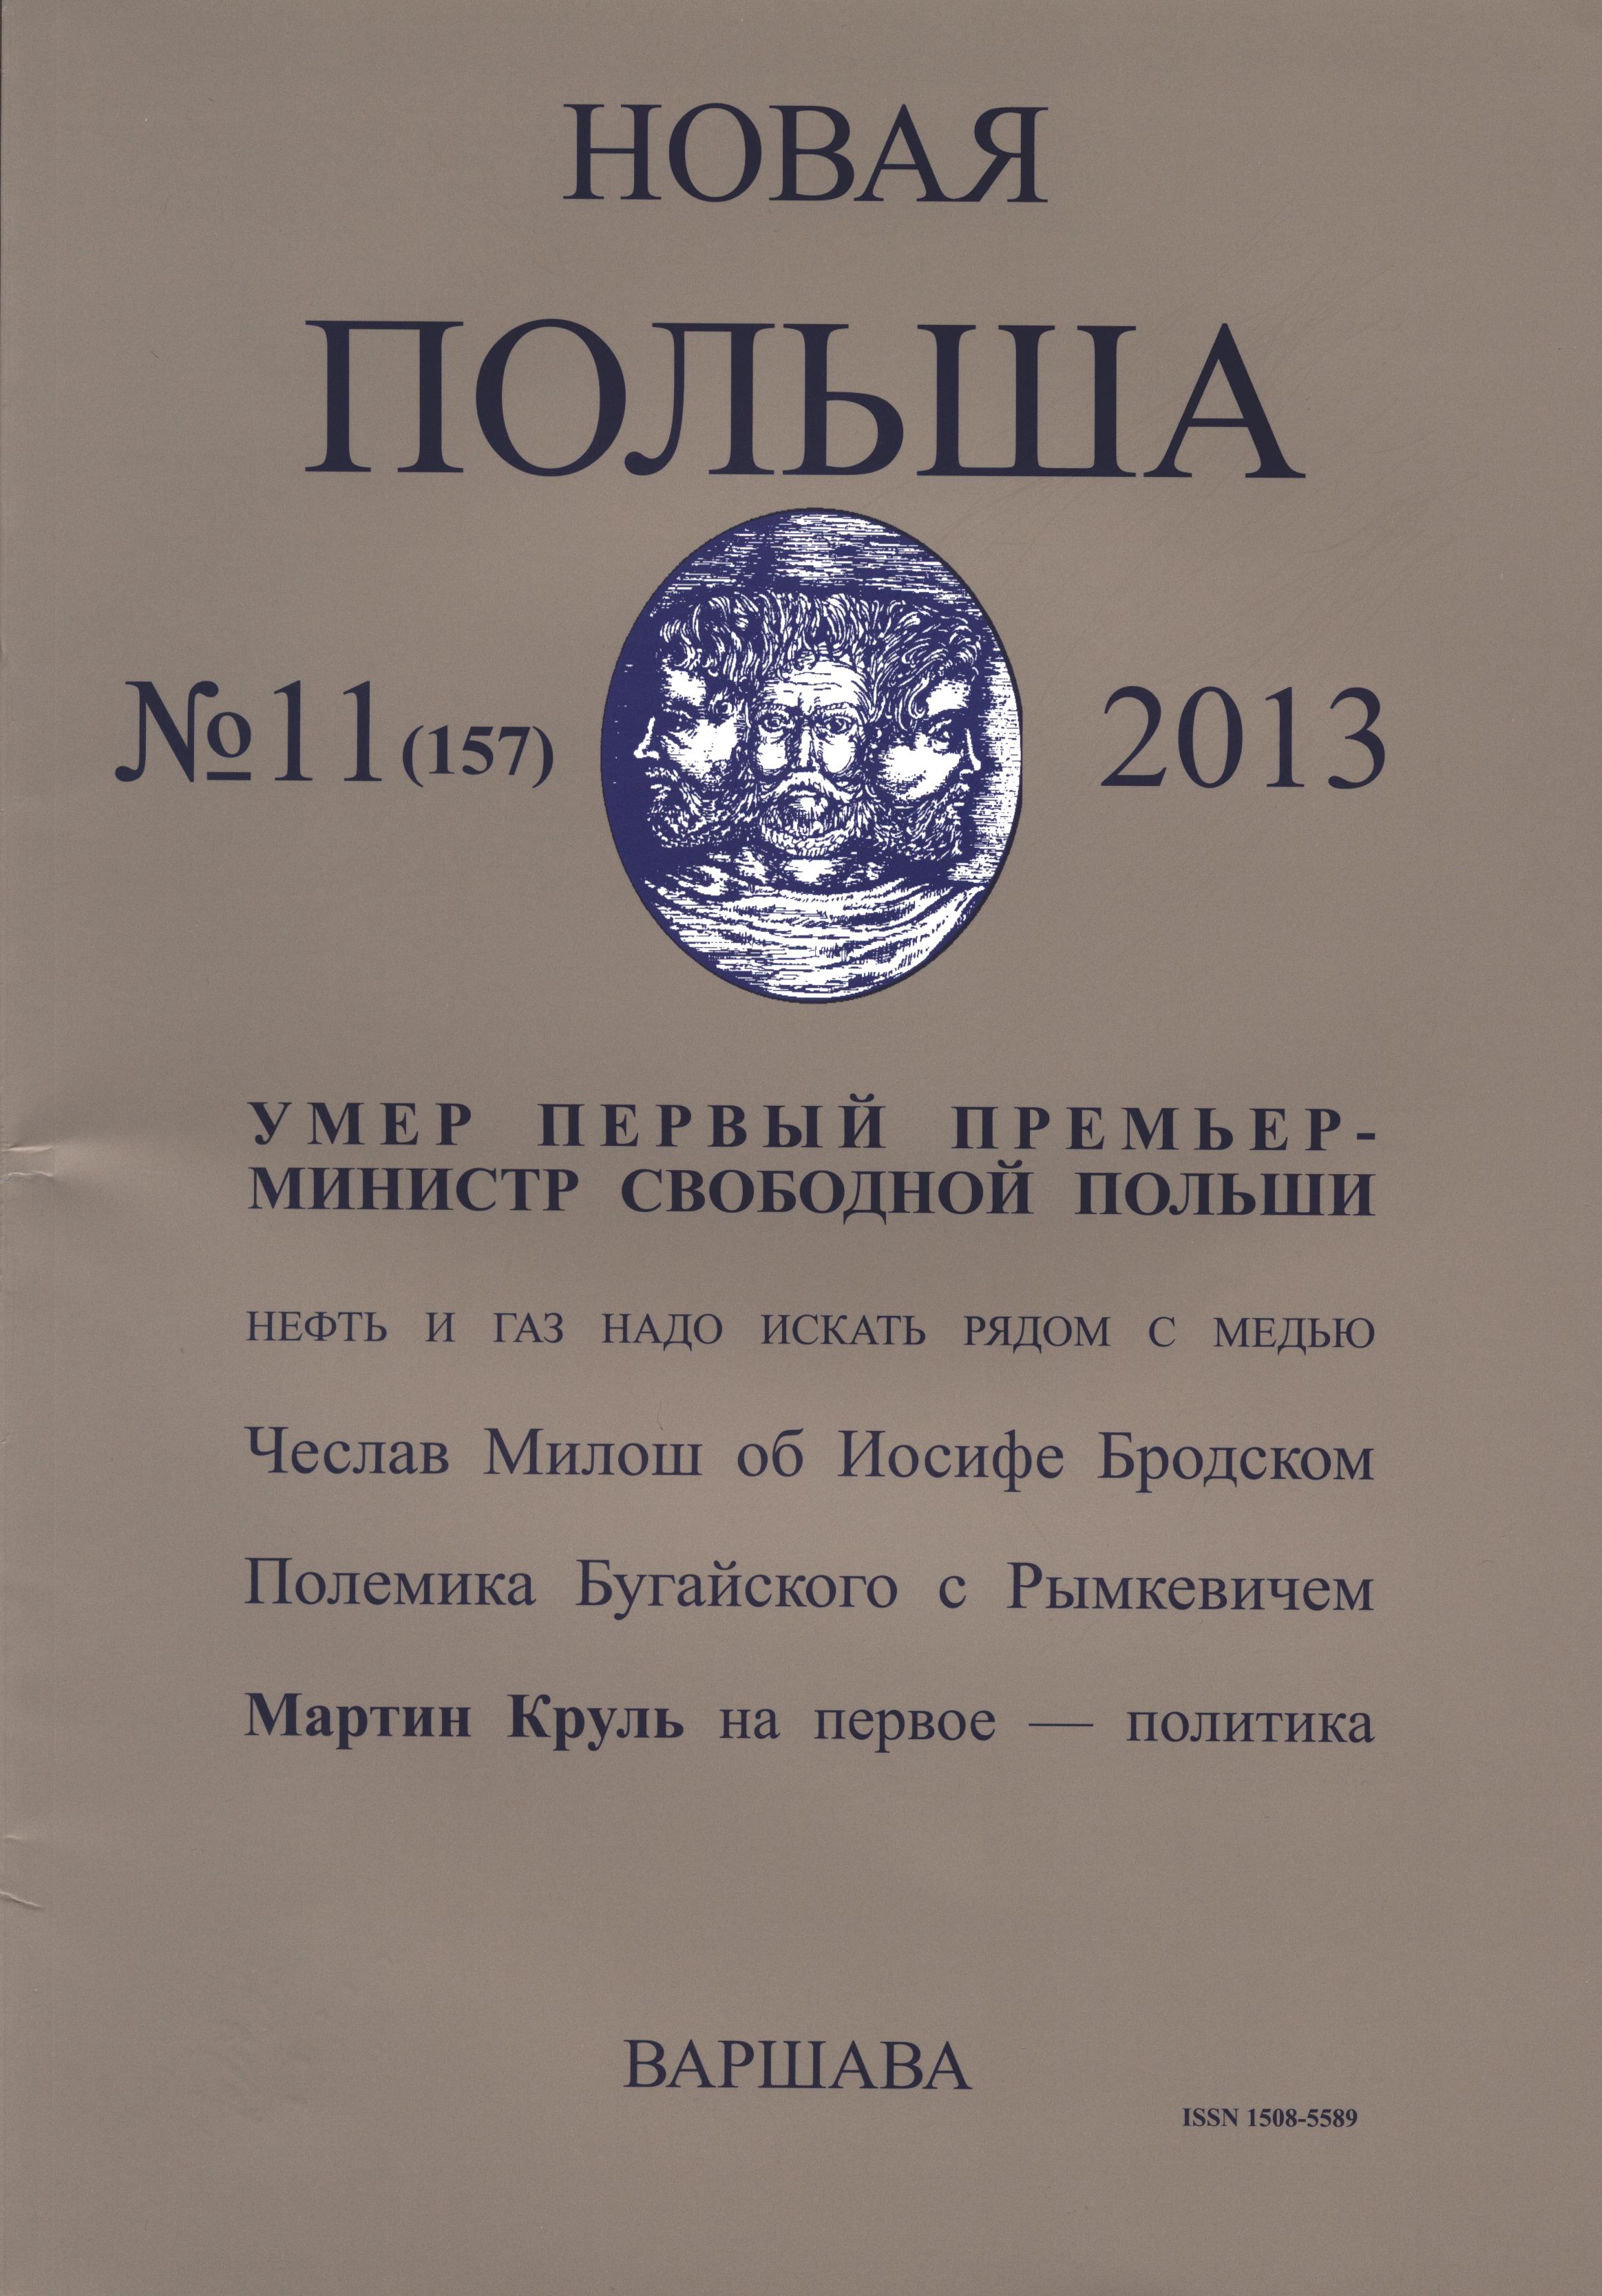 НОВАЯ
ПОЛЬША
№11(157) 2013
УМЕР ПЕРВЫЙ ПРЕМЬЕР-
МИНИСТР СВОБОДНОЙ ПОЛЬШИ
НЕФТЬ И ГАЗ НАДО ИСКАТЬ РЯДОМ С МЕДЬЮ
Чеслав Милош об Иосифе Бродском
Полемика Бугайского с Рымкевичем
Мартин Круль на первое — политика
ВАРШАВА
ISSN 1508-5589